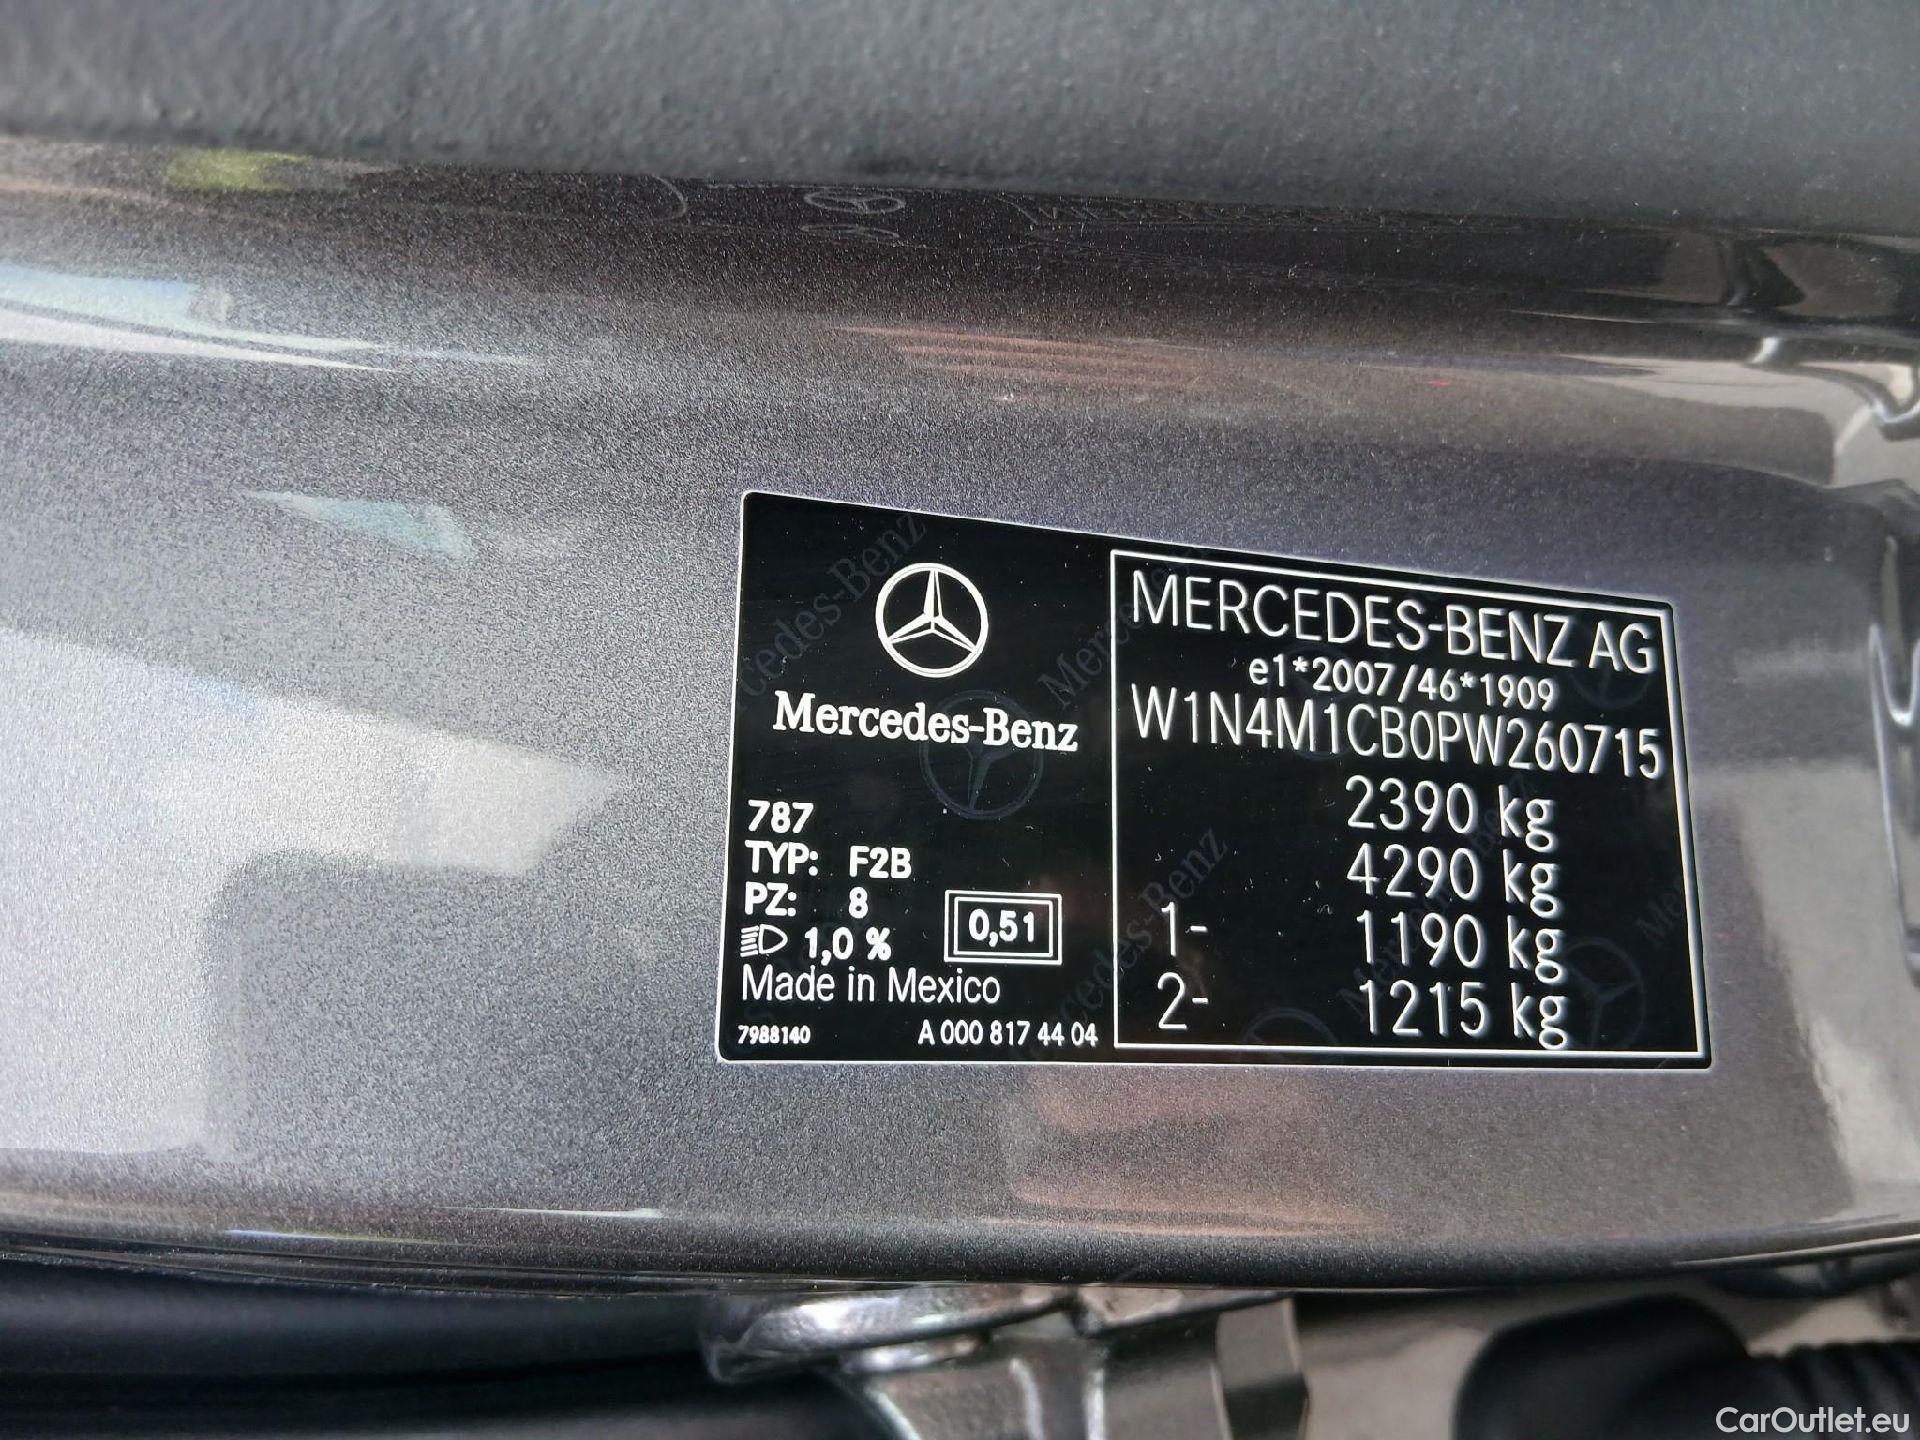 Mercedes-Benz
787
TYP: F2B
PZ: 8
1,0 %
0,51
Made in Mexico
7988140
A 000 817 44 04
MERCEDES-BENZ AG
e1*2007/46*1909
W1N4M1CB0PW260715
2390 kg
4290 kg
1- 1190 kg
2- 1215 kg
CarOutlet.eu